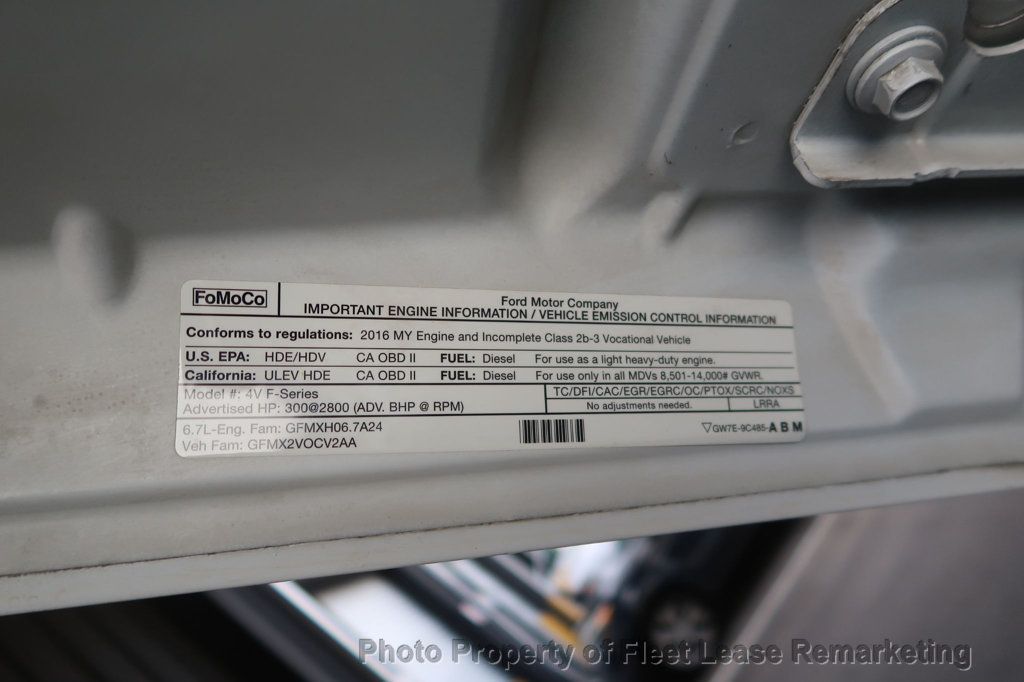 FoMoCo
Ford Motor Company
IMPORTANT ENGINE INFORMATION / VEHICLE EMISSION CONTROL INFORMATION
Conforms to regulations: 2016 MY Engine and Incomplete Class 2b-3 Vocational Vehicle
U.S. EPA: HDE/HDV CA OBD II FUEL: Diesel For use as a light heavy-duty engine.
California: ULEV HDE CA OBD II FUEL: Diesel For use only in all MDVs 8,501-14,000# GVWR.
Model #: 4V F-Series
Advertised HP: 300@2800 (ADV. BHP @ RPM)
TC/DFI/CAC/EGR/EGRC/OC/PTOX/SCRC/NOXS
No adjustments needed. LRRA
6.7L-Eng. Fam: GFMXH06.7A24
Veh Fam: GFMX2VOCV2AA
GW7E-9C485-ABM
Photo Property of Fleet Lease Remarketing